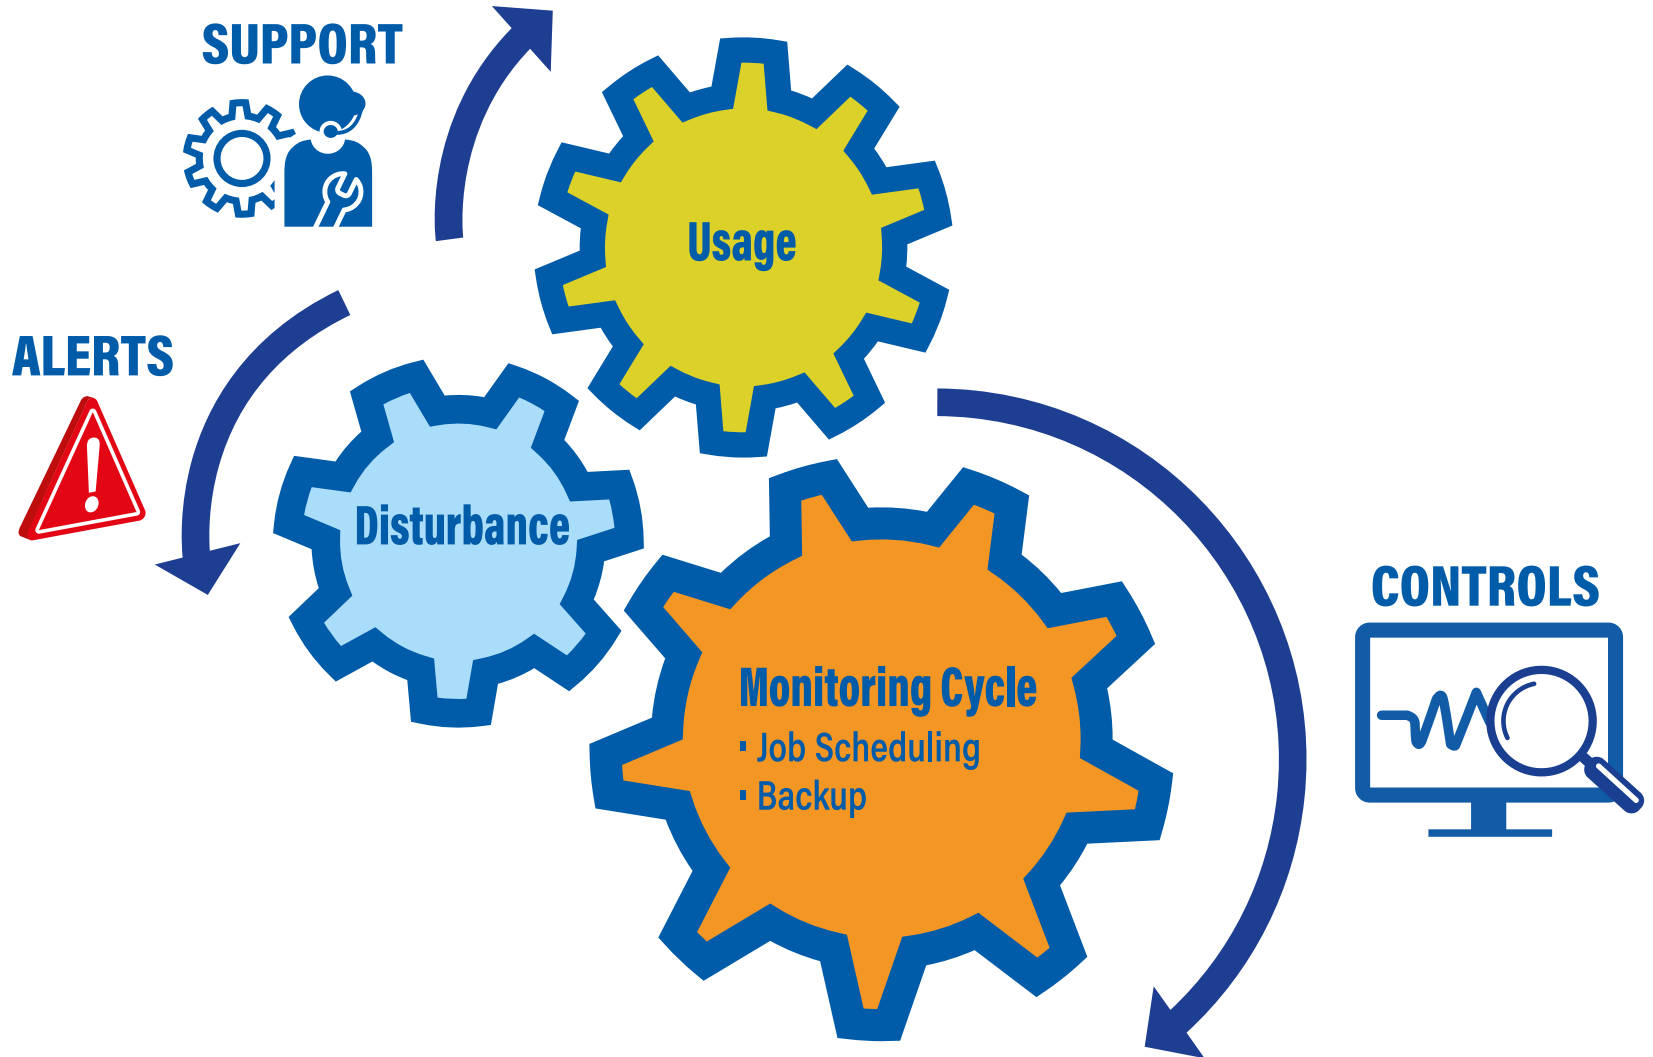 SUPPORT
Usage
ALERTS
Disturbance
CONTROLS
Monitoring Cycle
▪ Job Scheduling
▪ Backup